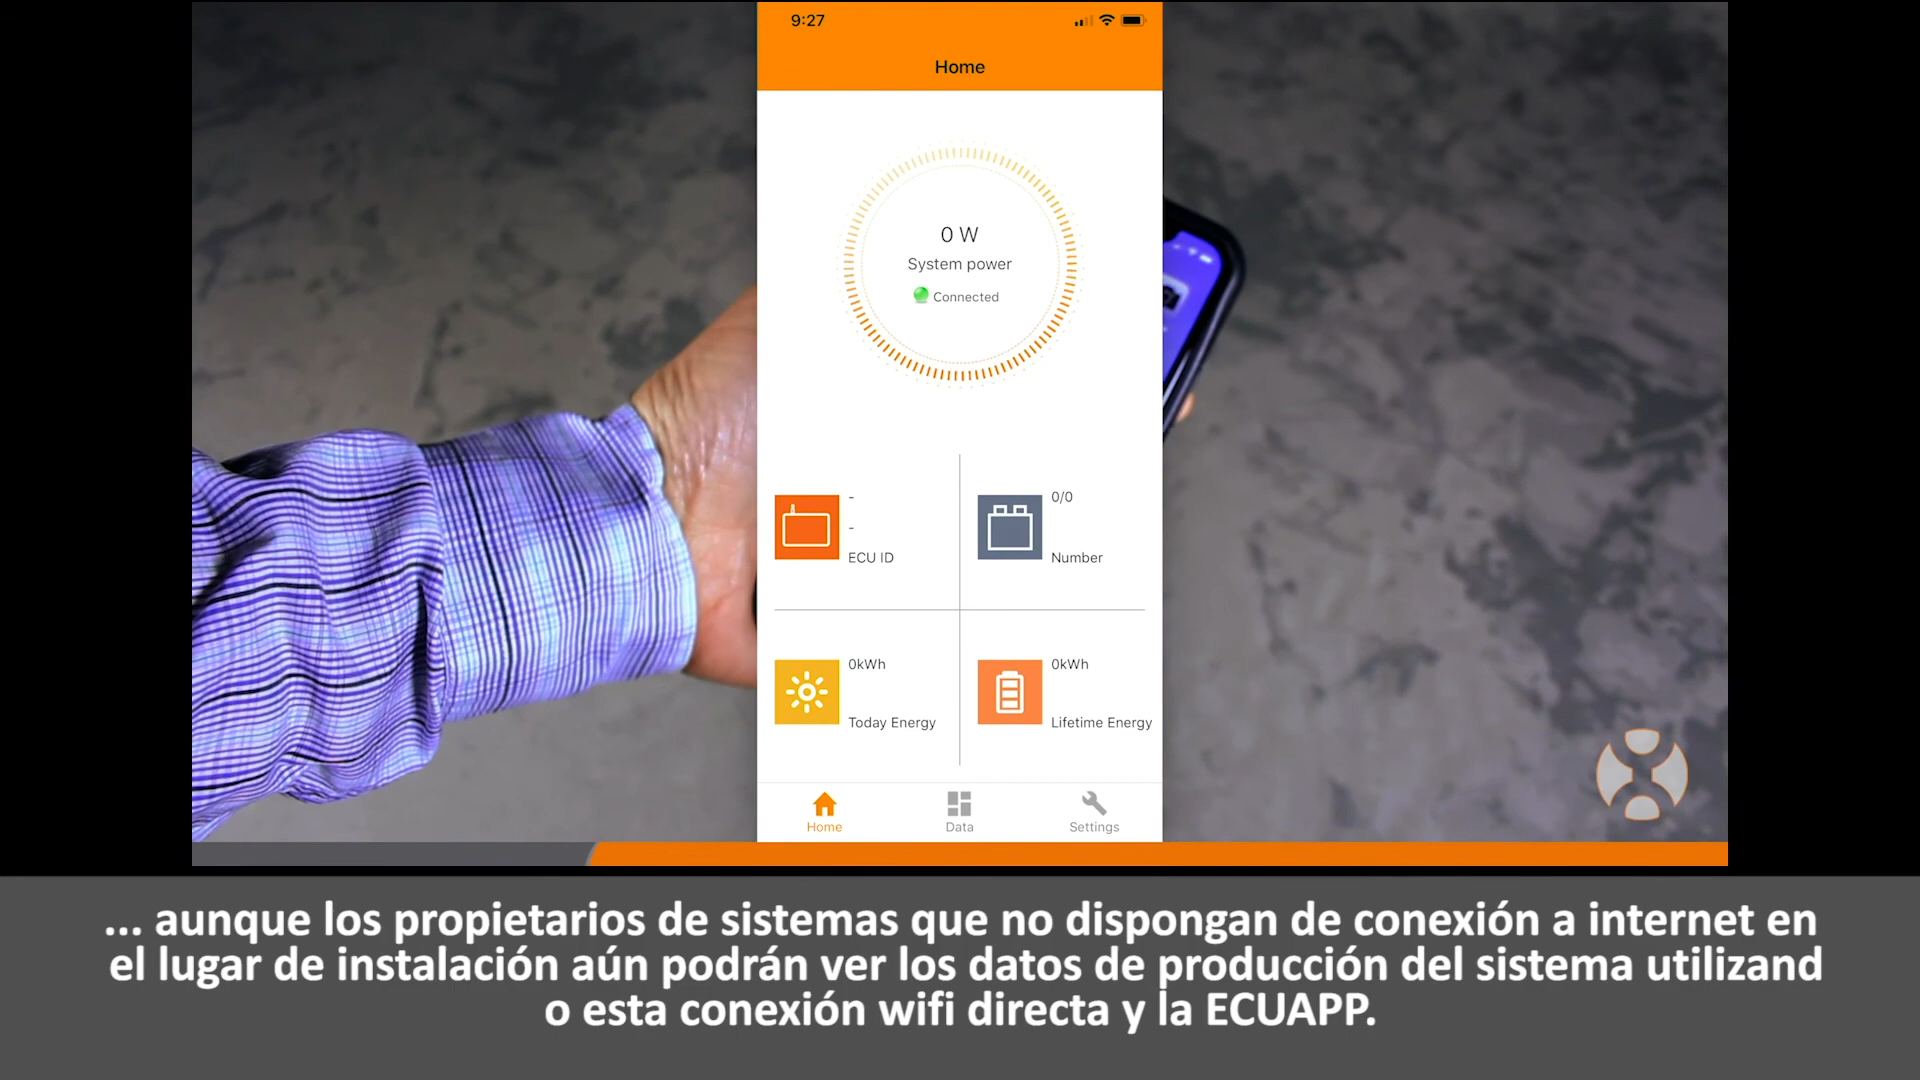 9:27
Home
0 W
System power
Connected
-
-
ECU ID
0/0
Number
0kWh
Today Energy
0kWh
Lifetime Energy
Home
Data
Settings
... aunque los propietarios de sistemas que no dispongan de conexión a internet en
el lugar de instalación aún podrán ver los datos de producción del sistema utilizand
o esta conexión wifi directa y la ECUAPP.